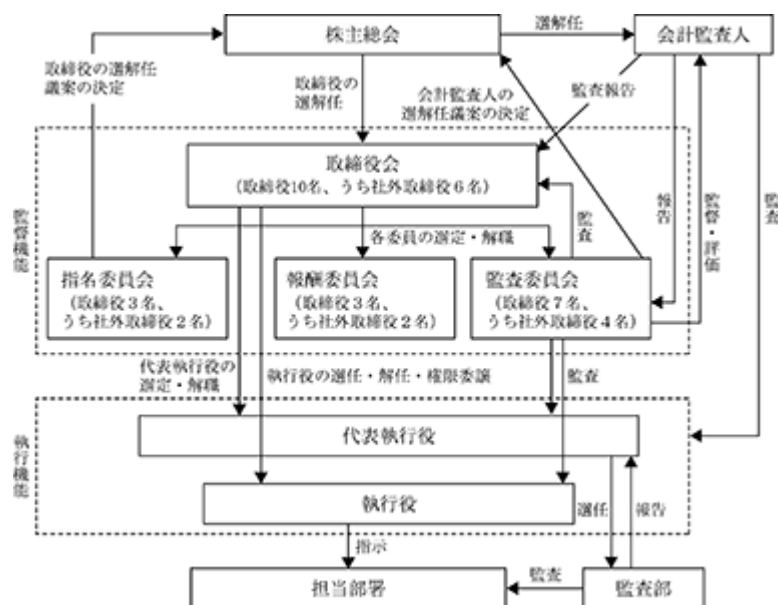 株主総会
選解任
会計監査人
取締役の選解任
議案の決定
取締役の
選解任
会計監査人の
選解任議案の決定
監査報告
監督機能
取締役会
(取締役10名、うち社外取締役6名)
報告
監督・評価
監査
監査
各委員の選定・解職
指名委員会
(取締役3名、
うち社外取締役2名)
報酬委員会
(取締役3名、
うち社外取締役2名)
監査委員会
(取締役7名、
うち社外取締役4名)
代表執行役の
選定・解職
執行役の選任・解任・権限委譲
監査
執行機能
代表執行役
執行役
選任
報告
指示
担当部署
監査
監査部